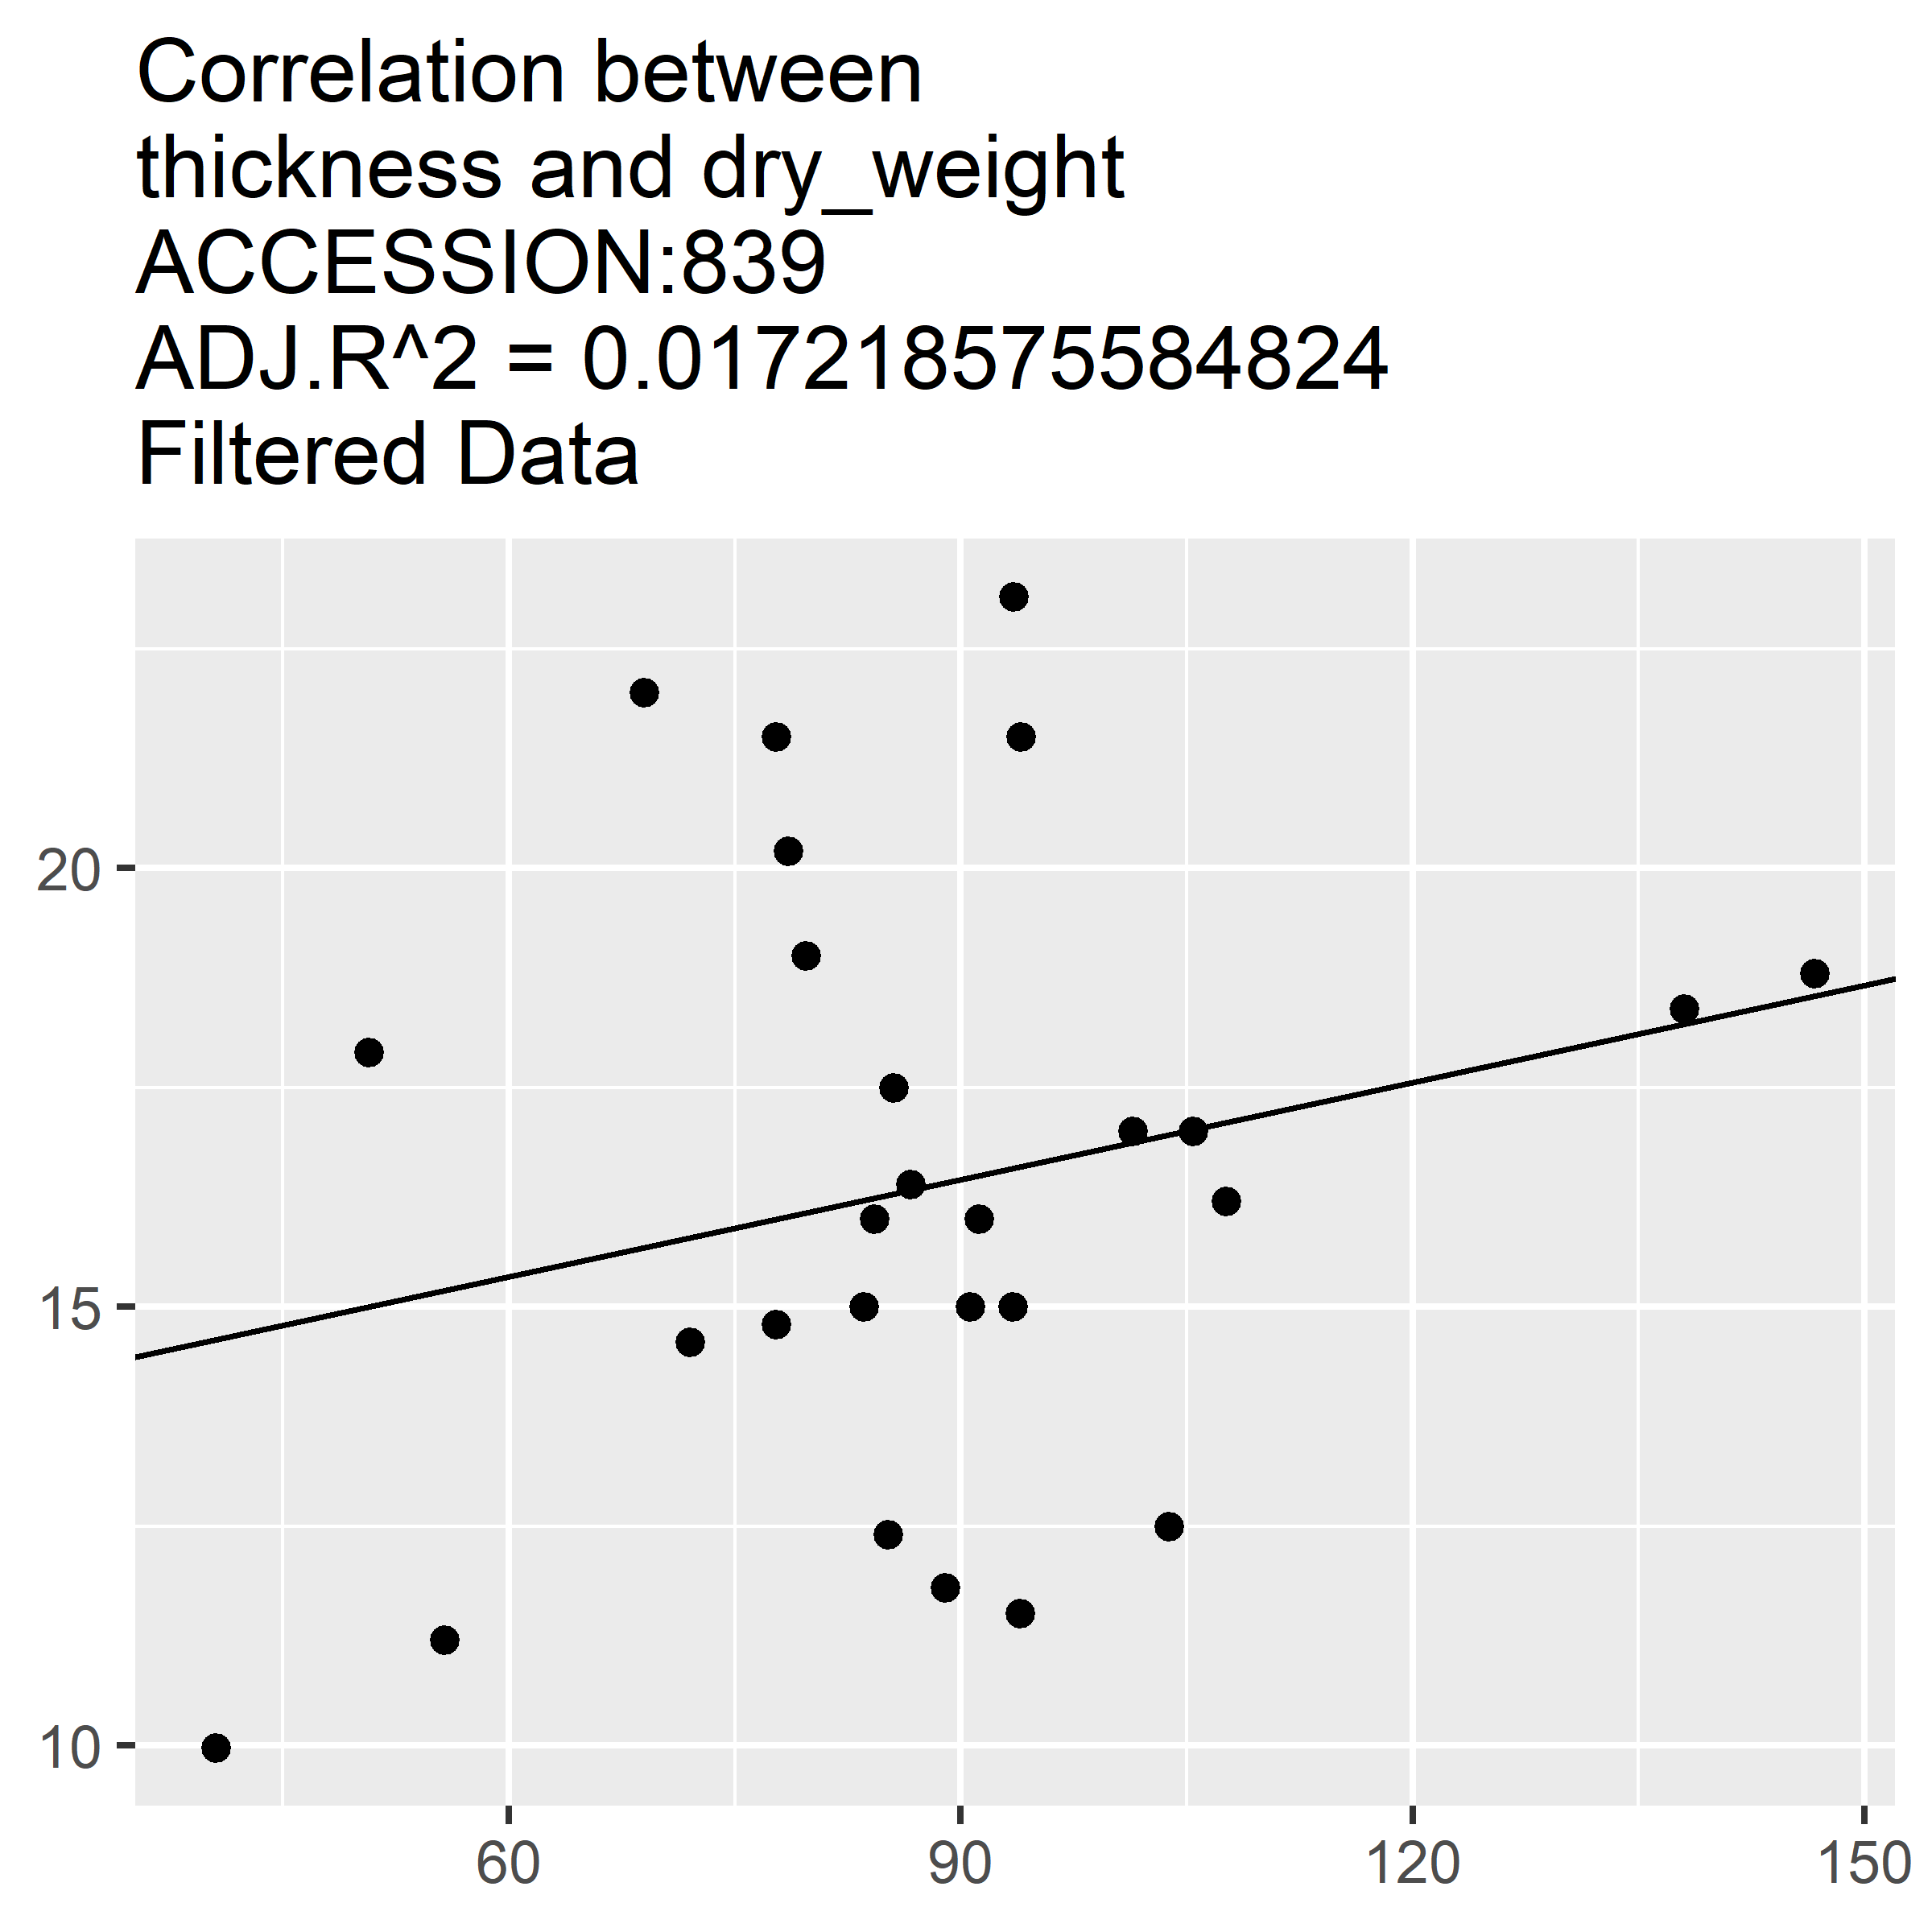 Correlation between
thickness and dry_weight
ACCESSION:839
ADJ.R^2 = 0.017218575584824
Filtered Data
20
15
10
60 90 120 150